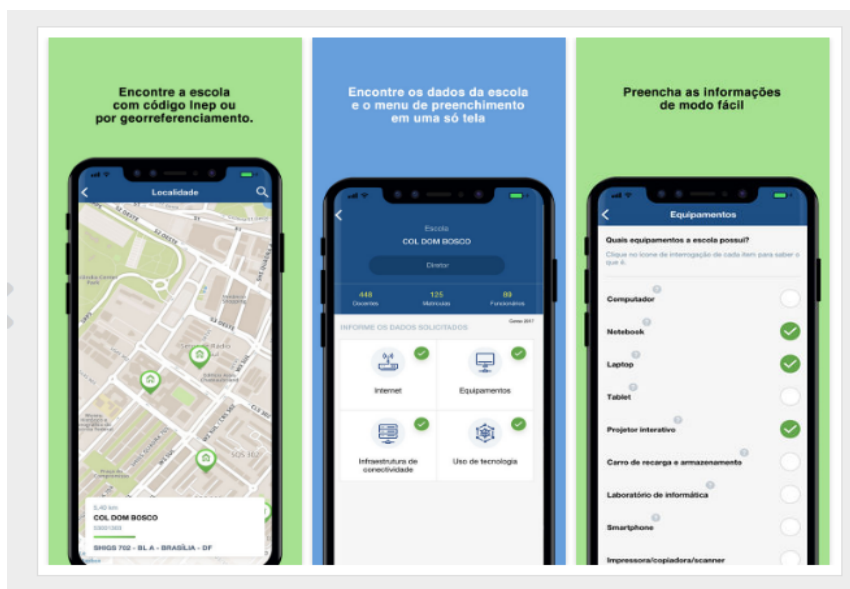 Encontre a escola
com código Inep ou
por georreferenciamento.
Localidade
COL DOM BOSCO
SHIGS 702 - BL A - BRASÍLIA - DF
Encontre os dados da escola
e o menu de preenchimento
em uma só tela
Escola
COL DOM BOSCO
Diretor
448
125
89
Docentes
Matrículas
Funcionários
Censo 2017
INFORME OS DADOS SOLICITADOS
Internet
Equipamentos
Infraestrutura de
conectividade
Uso de tecnologia
Preencha as informações
de modo fácil
Equipamentos
Quais equipamentos a escola possui?
Clique no ícone de interrogação de cada item para saber o
que é.
Computador
Notebook
Laptop
Tablet
Projetor interativo
Carro de recarga e armazenamento
Laboratório de informática
Smartphone
Impressora/copiadora/scanner